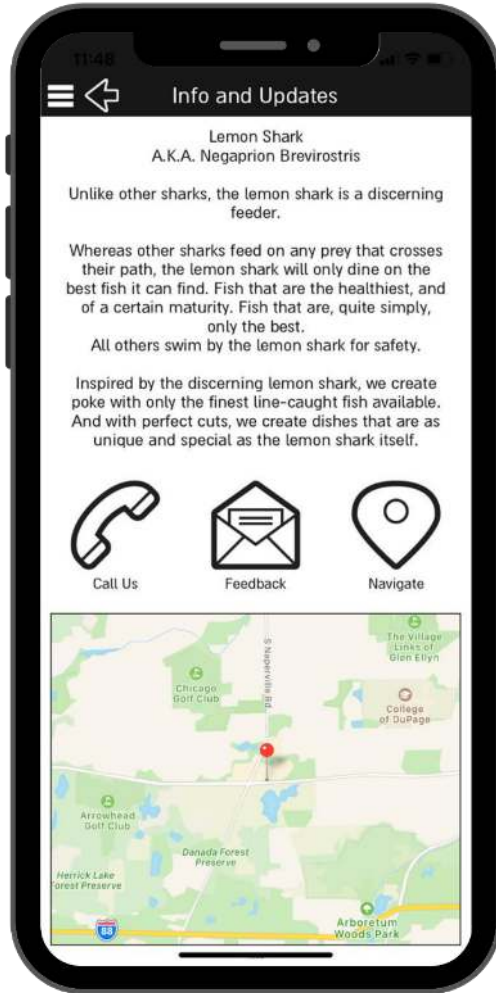 11:48
Info and Updates
Lemon Shark
A.K.A. Negaprion Brevirostris
Unlike other sharks, the lemon shark is a discerning
feeder.
Whereas other sharks feed on any prey that crosses
their path, the lemon shark will only dine on the
best fish it can find. Fish that are the healthiest, and
of a certain maturity. Fish that are, quite simply,
only the best.
All others swim by the lemon shark for safety.
Inspired by the discerning lemon shark, we create
poke with only the finest line-caught fish available.
And with perfect cuts, we create dishes that are as
unique and special as the lemon shark itself.
Call Us
Feedback
Navigate
The Village
Links of
Glen Ellyn
S Naperville Rd
Chicago
Golf Club
College
of DuPage
Arrowhead
Golf Club
Danada Forest
Preserve
Herrick Lake
Forest Preserve
88
Arboretum
Woods Park